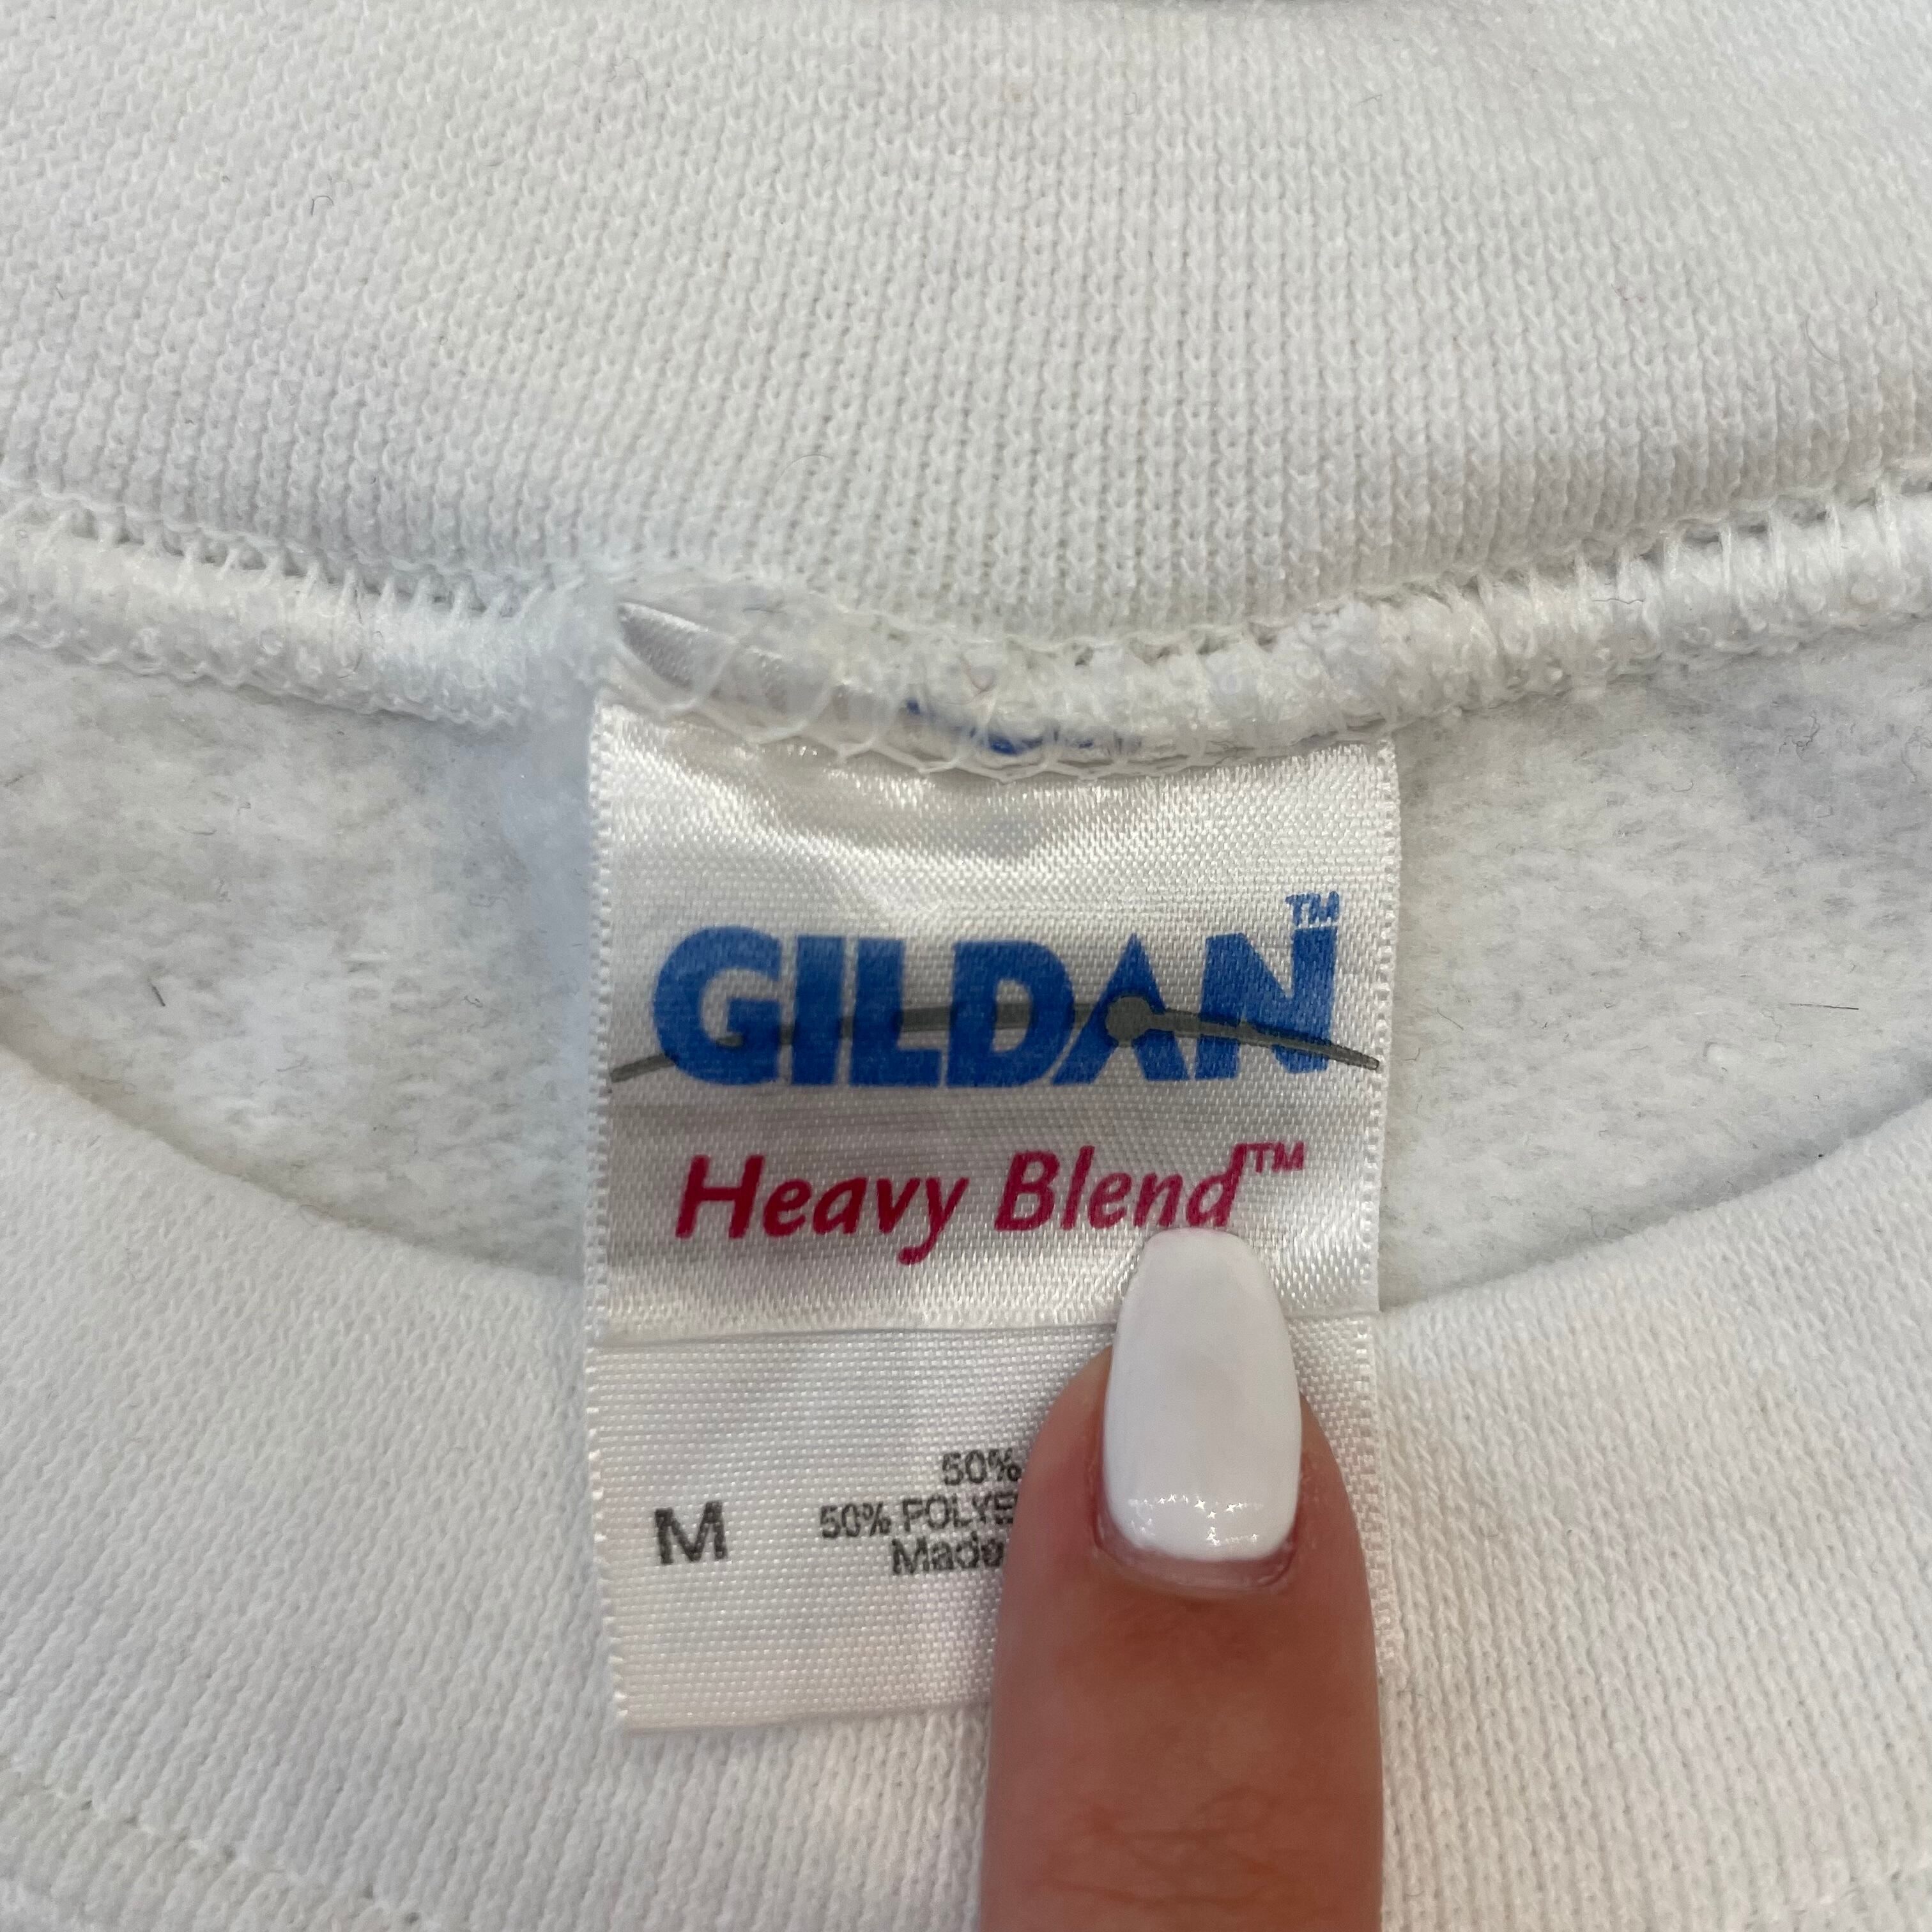 GILDAN™
Heavy Blend™
50%
M 50% POLYE
Made